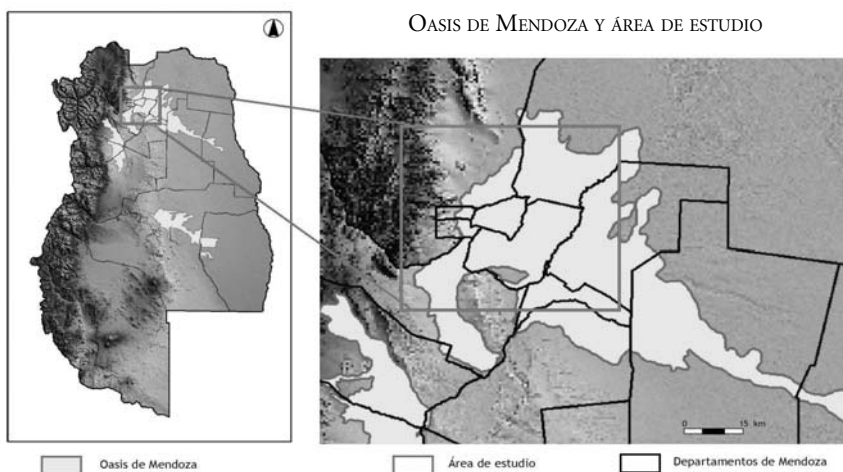 OASIS DE MENDOZA Y ÁREA DE ESTUDIO
0 15 km
Oasis de Mendoza
Área de estudio
Departamentos de Mendoza